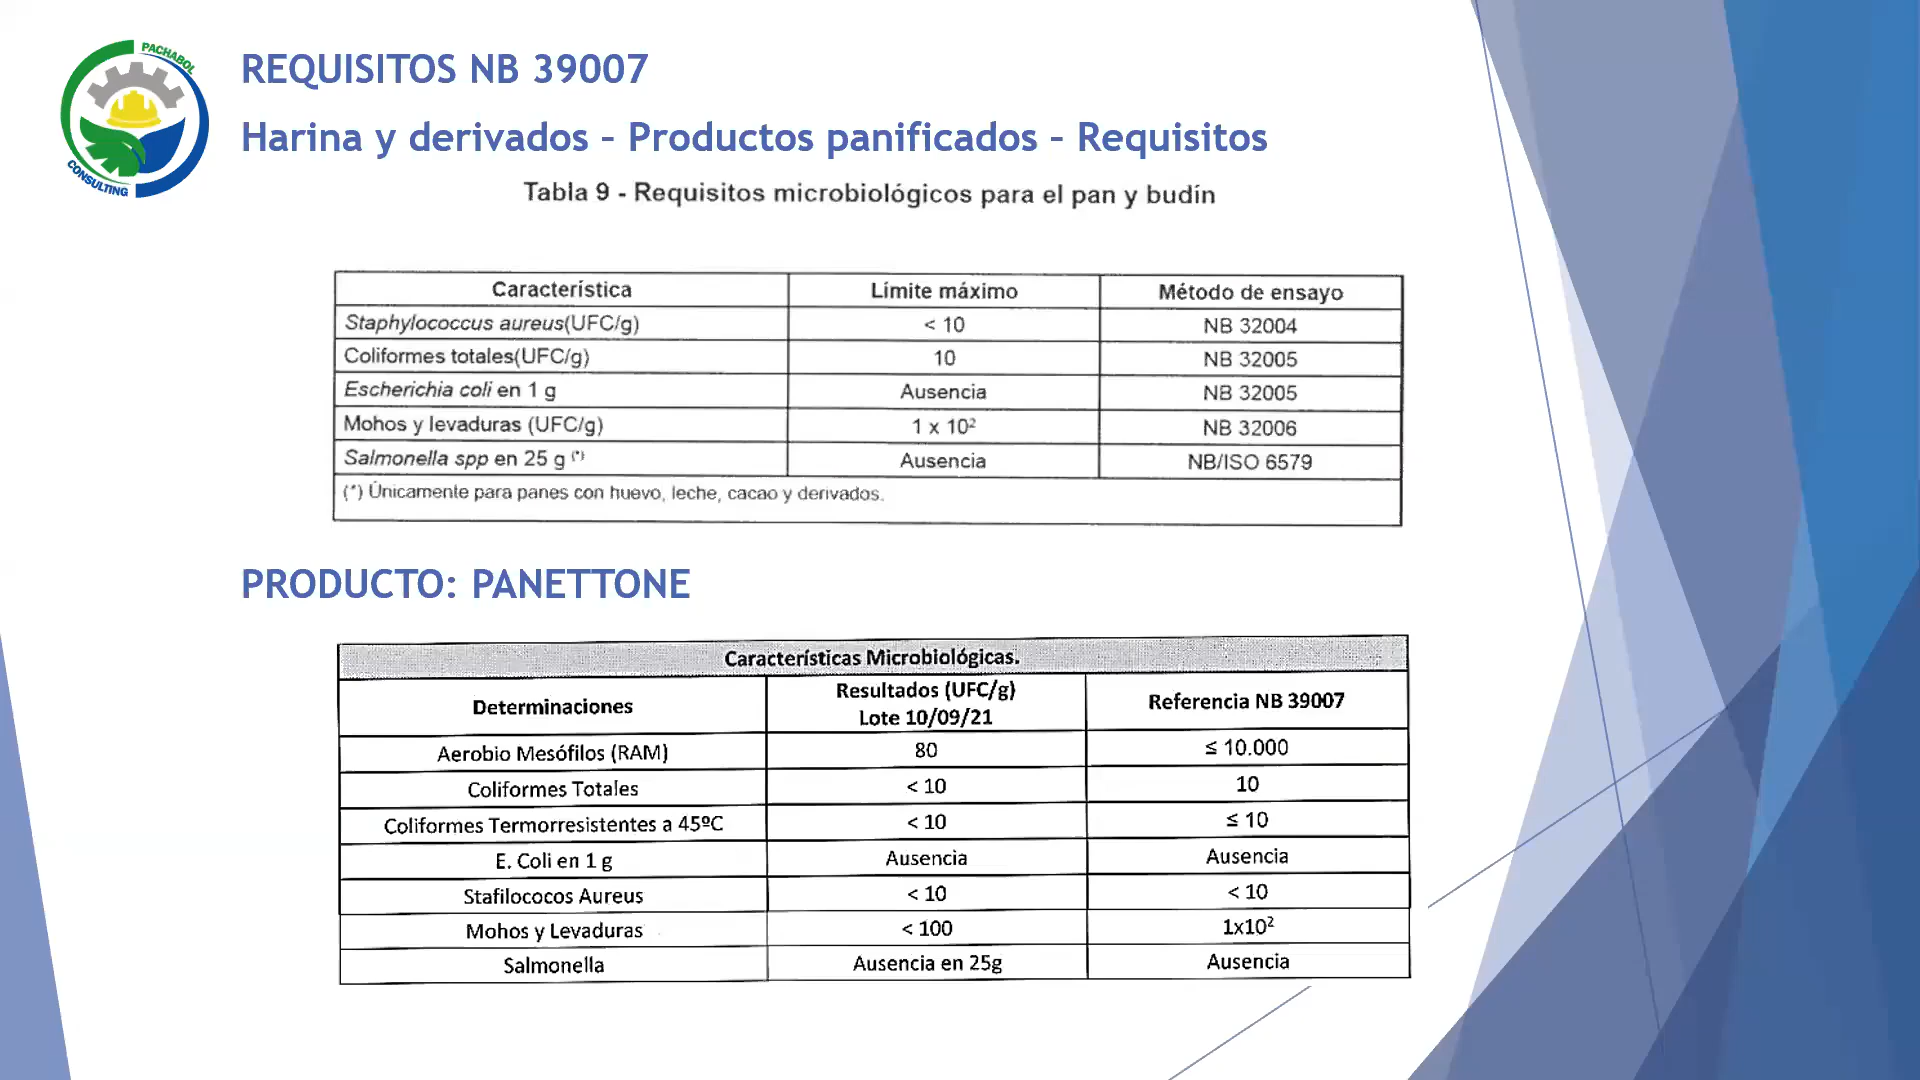 PACHABOL
CONSULTING
REQUISITOS NB 39007
Harina y derivados – Productos panificados – Requisitos
Tabla 9 - Requisitos microbiológicos para el pan y budín
Característica Límite máximo Método de ensayo
Staphylococcus aureus(UFC/g) < 10 NB 32004
Coliformes totales(UFC/g) 10 NB 32005
Escherichia coli en 1 g Ausencia NB 32005
Mohos y levaduras (UFC/g) 1 x 10² NB 32006
Salmonella spp en 25 g (*) Ausencia NB/ISO 6579
(*) Únicamente para panes con huevo, leche, cacao y derivados.
PRODUCTO: PANETTONE
Características Microbiológicas.
Determinaciones Resultados (UFC/g) Lote 10/09/21 Referencia NB 39007
Aerobio Mesófilos (RAM) 80 ≤ 10.000
Coliformes Totales < 10 10
Coliformes Termorresistentes a 45ºC < 10 ≤ 10
E. Coli en 1 g Ausencia Ausencia
Stafilococos Aureus < 10 < 10
Mohos y Levaduras < 100 1x10²
Salmonella Ausencia en 25g Ausencia